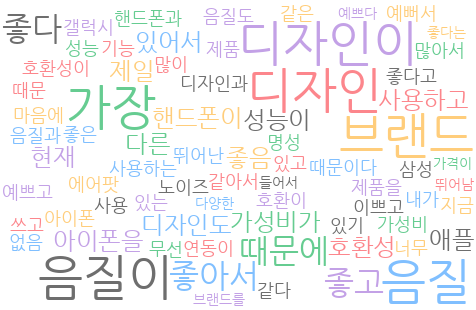 좋다 갤럭시 핸드폰과 음질도 같은 예쁘다 예뻐서 좋다는
성능 기능 있어서 제품 디자인이 많아서
호환성이 제일 많이 디자인과 디자인 좋다고
때문 가장 사용하고
마음에 핸드폰이 성능이 브랜드
음질과 좋은 다른 명성
현재 뛰어난 좋음 있고 때문이다 삼성 가격이
사용하는
예쁘고 에어팟 노이즈 같아서 들어서 제품을 뛰어남
사용 있는 다양한 호환이 이쁘고 내가 지금
쓰고 아이폰 디자인도 가성비가 있기 가성비
없음 아이폰을 무선 연동이 때문에 호환성 너무 애플
음질이 좋아서 같다 좋고 음질
브랜드를